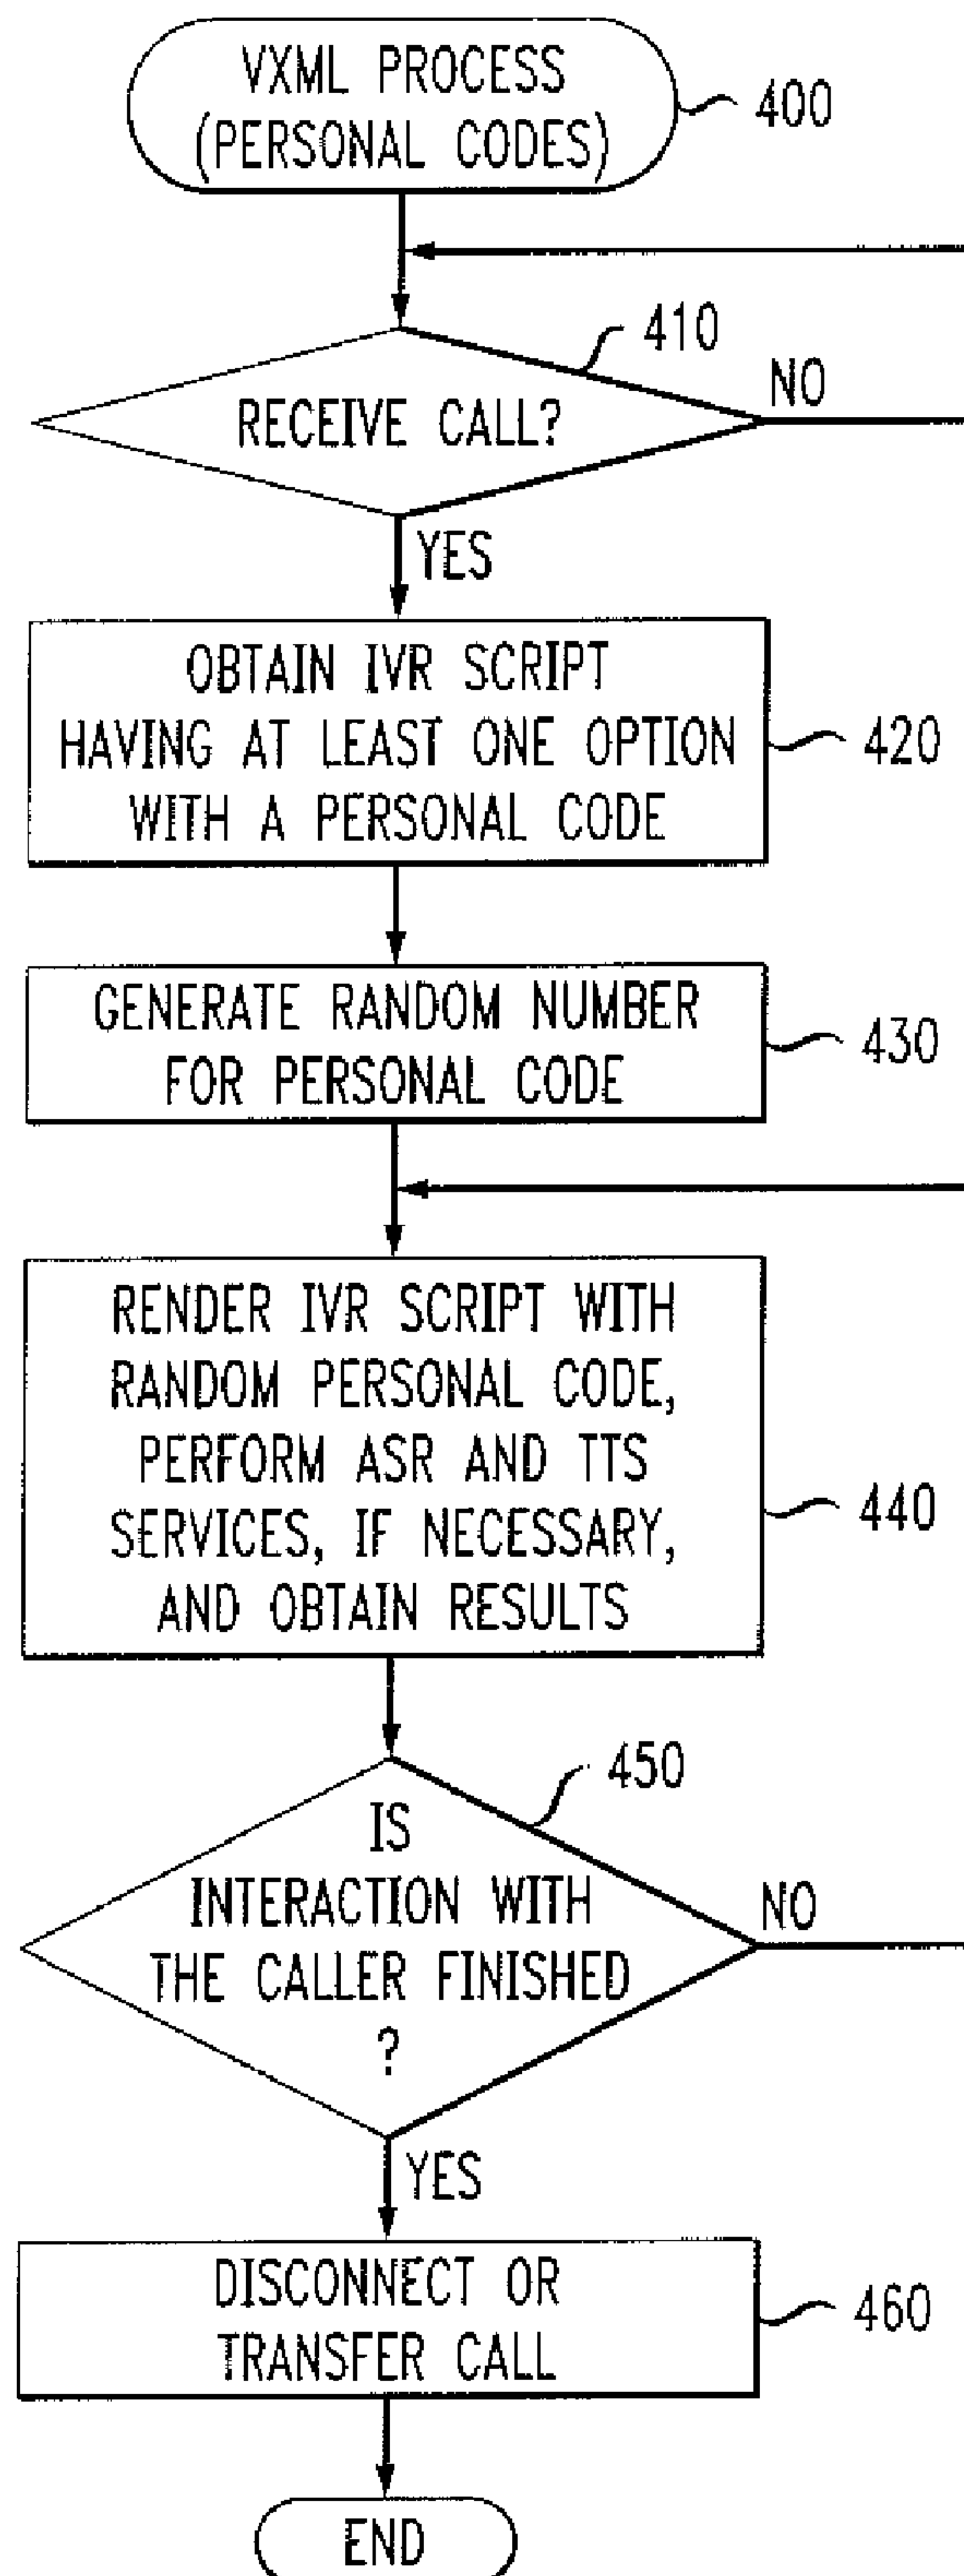 VXML PROCESS
(PERSONAL CODES)
400
410
RECEIVE CALL?
NO
YES
OBTAIN IVR SCRIPT
HAVING AT LEAST ONE OPTION
WITH A PERSONAL CODE
420
GENERATE RANDOM NUMBER
FOR PERSONAL CODE
430
RENDER IVR SCRIPT WITH
RANDOM PERSONAL CODE,
PERFORM ASR AND TTS
SERVICES, IF NECESSARY,
AND OBTAIN RESULTS
440
450
IS
INTERACTION WITH
THE CALLER FINISHED
?
NO
YES
DISCONNECT OR
TRANSFER CALL
460
END